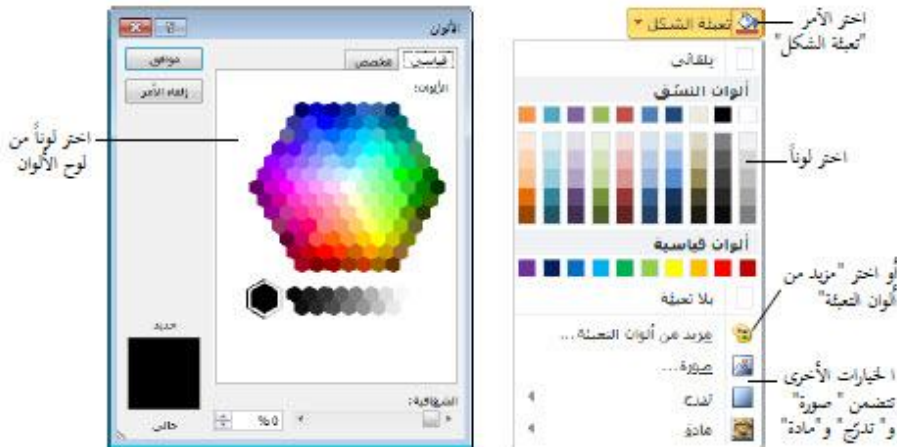 اختر الأمر
"تعبئة الشكل"
تعبئة الشكل
تلقائي
ألوان النسق
اختر لوناً
ألوان قياسية
أو اختر "مزيد من
ألوان التعبئة"
بلا تعبئة
مزيد من ألوان التعبئة...
صورة...
تدرج
مادة
الخيارات الأخرى
تتضمن "صورة"
و"تدرّج" و"مادة"
الألوان
قياسي
مخصص
موافق
إلغاء الأمر
الألوان:
اختر لوناً من
لوح الألوان
جديد
حالي
الشفافية:
%0